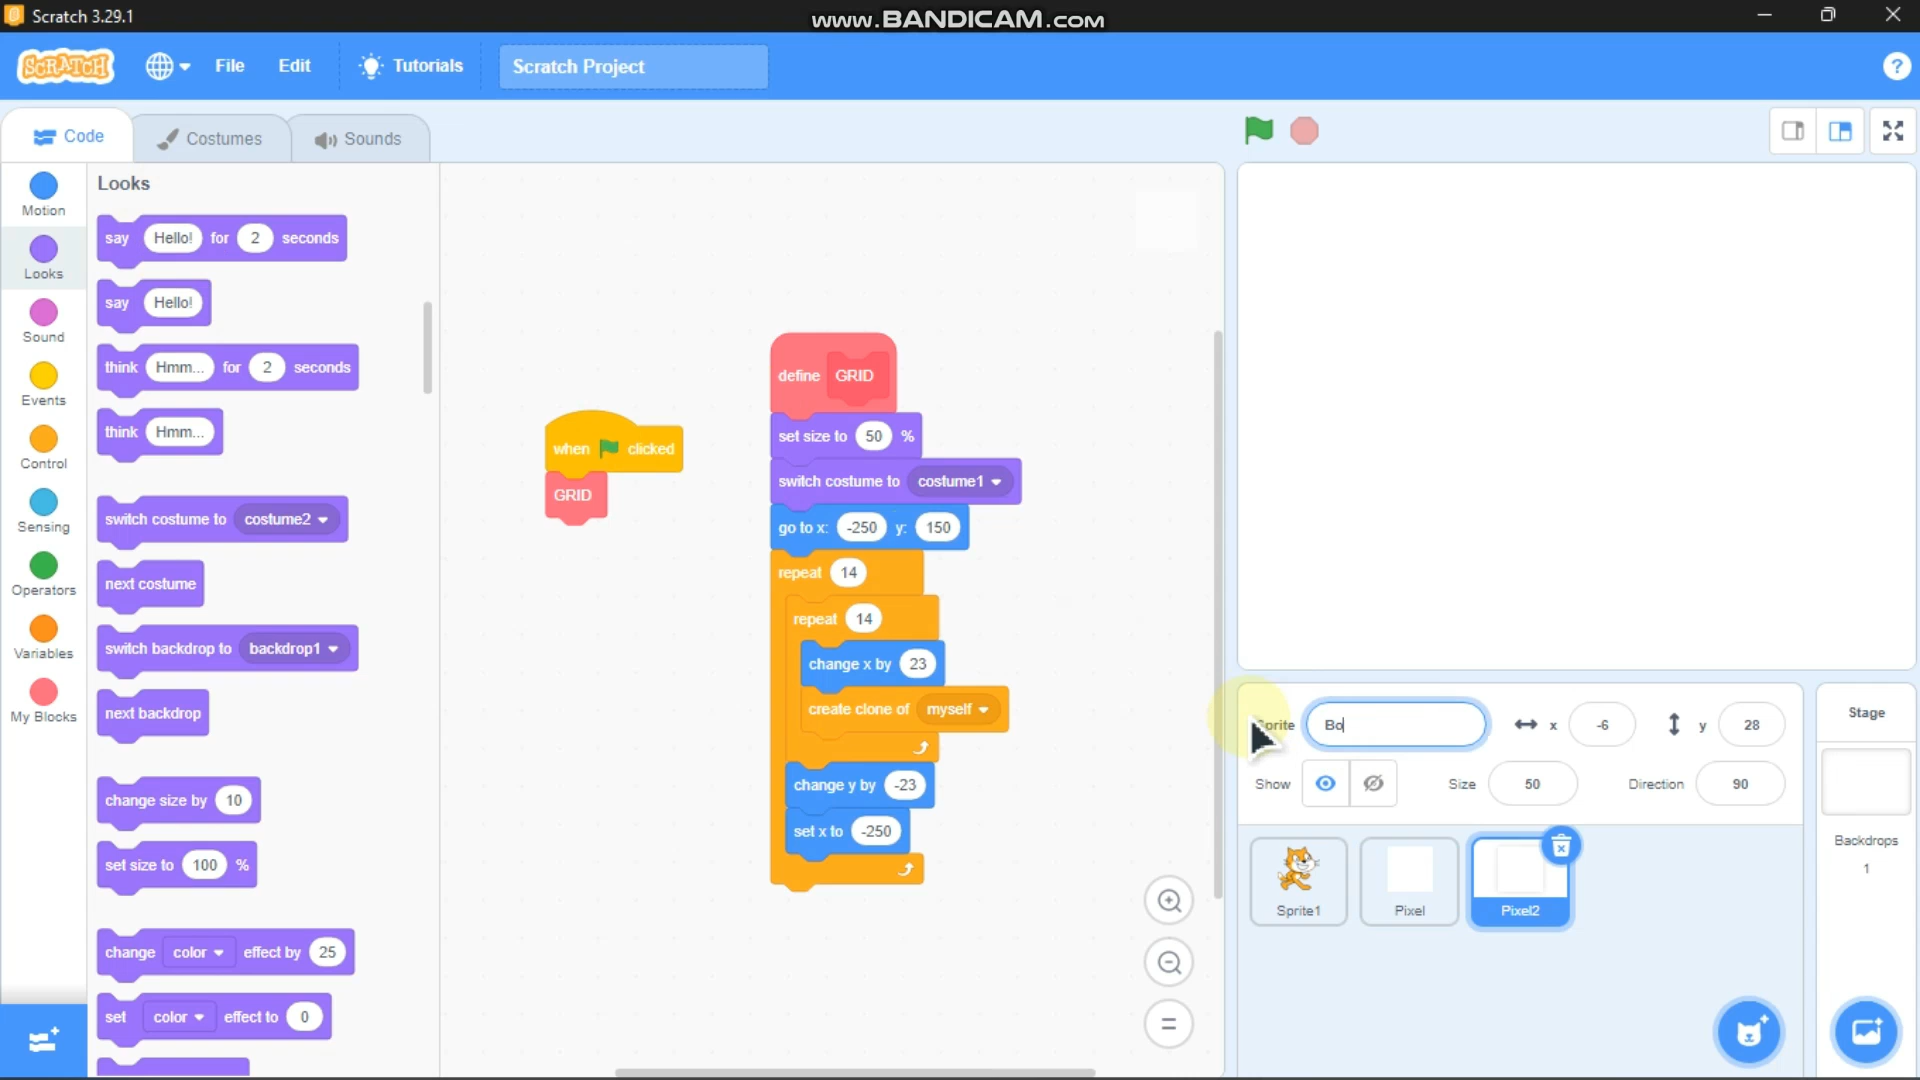 Scratch 3.29.1
www.BANDICAM.com
SCRATCH
File
Edit
Tutorials
Scratch Project
?
Code
Costumes
Sounds
Motion
Looks
Sound
Events
Control
Sensing
Operators
Variables
My Blocks
Looks
say Hello! for 2 seconds
say Hello!
think Hmm... for 2 seconds
think Hmm...
switch costume to costume2
next costume
switch backdrop to backdrop1
next backdrop
change size by 10
set size to 100 %
change color effect by 25
set color effect to 0
when clicked
GRID
define GRID
set size to 50 %
switch costume to costume1
go to x: -250 y: 150
repeat 14
repeat 14
change x by 23
create clone of myself
change y by -23
set x to -250
Sprite Bo x -6 y 28
Show Size 50 Direction 90
Sprite1
Pixel
Pixel2
Stage
Backdrops
1